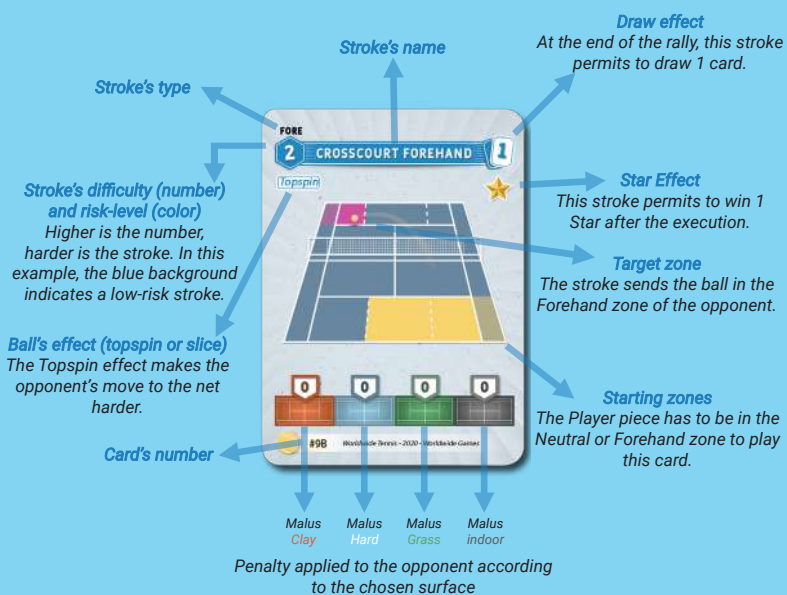 Draw effect
At the end of the rally, this stroke
permits to draw 1 card.
Stroke's name
Stroke's type
FORE
2 CROSSCOURT FOREHAND 1
Topspin
Stroke's difficulty (number)
and risk-level (color)
Higher is the number,
harder is the stroke. In this
example, the blue background
indicates a low-risk stroke.
Star Effect
This stroke permits to win 1
Star after the execution.
Target zone
The stroke sends the ball in the
Forehand zone of the opponent.
Ball's effect (topspin or slice)
The Topspin effect makes the
opponent's move to the net
harder.
Starting zones
The Player piece has to be in the
Neutral or Forehand zone to play
this card.
0 0 0 0
Card's number
#9B Worldwide Tennis - 2020 - Worldwide Games
Malus Malus Malus Malus
Clay Hard Grass indoor
Penalty applied to the opponent according
to the chosen surface